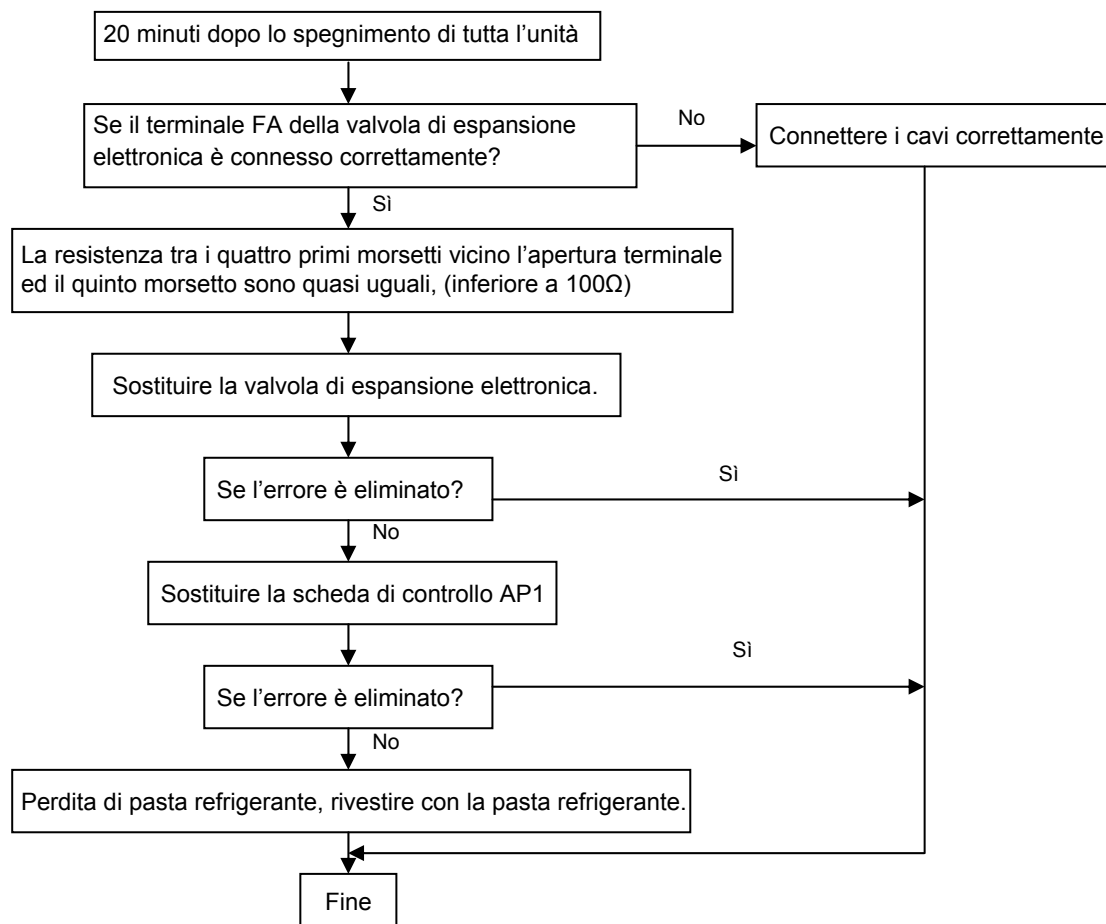 20 minuti dopo lo spegnimento di tutta l'unità
Se il terminale FA della valvola di espansione
elettronica è connesso correttamente?
No
Connettere i cavi correttamente
Sì
La resistenza tra i quattro primi morsetti vicino l'apertura terminale
ed il quinto morsetto sono quasi uguali, (inferiore a 100Ω)
Sostituire la valvola di espansione elettronica.
Se l'errore è eliminato?
Sì
No
Sostituire la scheda di controllo AP1
Se l'errore è eliminato?
Sì
No
Perdita di pasta refrigerante, rivestire con la pasta refrigerante.
Fine